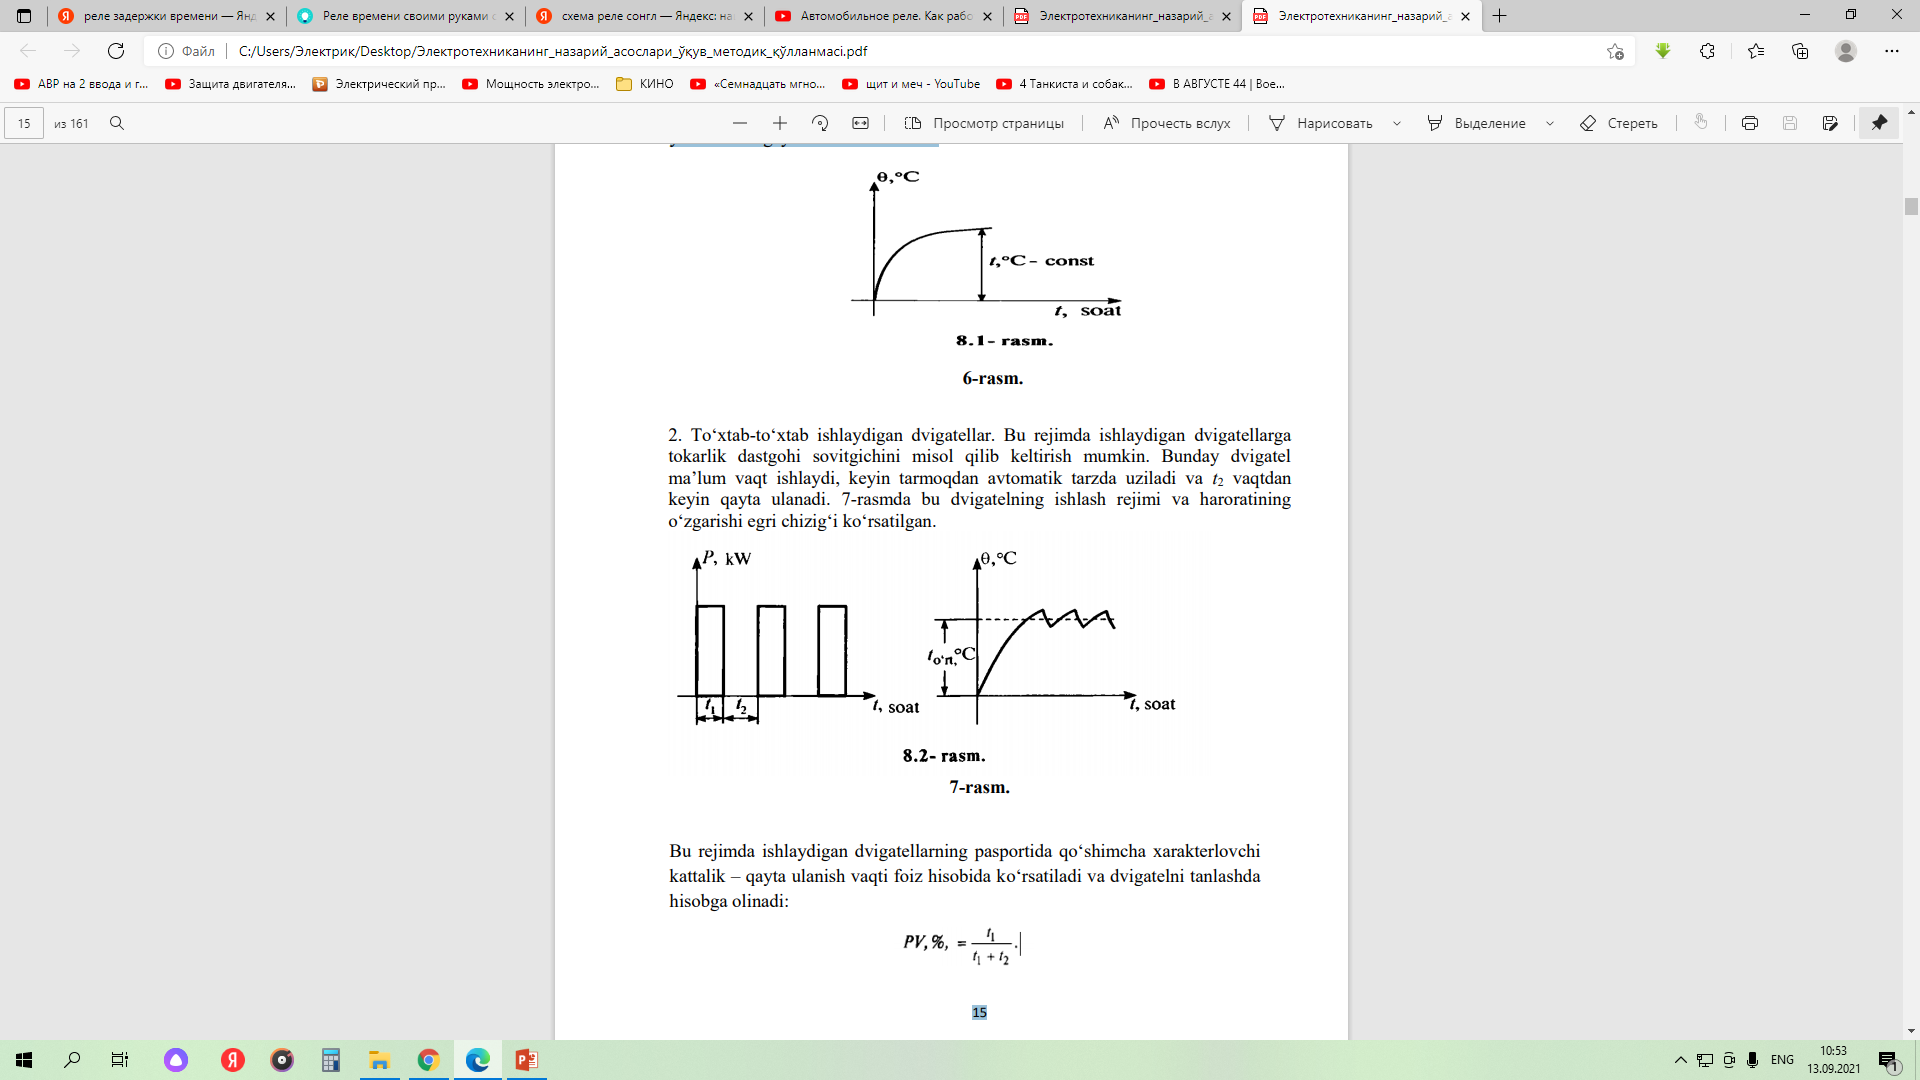 реле задержки времени — Янд
Реле времени своими руками с
схема реле сонгл — Яндекс: на
Автомобильное реле. Как рабо
Электротехниканинг_назарий_а
Электротехниканинг_назарий_а
Файл
C:/Users/Электрик/Desktop/Электротехниканинг_назарий_асослари_ўқув_методик_қўлланмаси.pdf
АВР на 2 ввода и г...
Защита двигателя...
Электрический пр...
Мощность электро...
КИНО
«Семнадцать мгно...
щит и меч - YouTube
4 Танкиста и собак...
В АВГУСТЕ 44 | Вое...
15 из 161
Просмотр страницы
Прочесть вслух
Нарисовать
Выделение
Стереть
θ,°C
t,°C - const
t, soat
8.1- rasm.
6-rasm.
2. To‘xtab-to‘xtab ishlaydigan dvigatellar. Bu rejimda ishlaydigan dvigatellarga
tokarlik dastgohi sovitgichini misol qilib keltirish mumkin. Bunday dvigatel
ma’lum vaqt ishlaydi, keyin tarmoqdan avtomatik tarzda uziladi va t₂ vaqtdan
keyin qayta ulanadi. 7-rasmda bu dvigatelning ishlash rejimi va haroratining
o‘zgarishi egri chizig‘i ko‘rsatilgan.
P, kW
t₁ t₂
t, soat
θ,°C
to‘rt,°C
t, soat
8.2- rasm.
7-rasm.
Bu rejimda ishlaydigan dvigatellarning pasportida qo‘shimcha xarakterlovchi
kattalik – qayta ulanish vaqti foiz hisobida ko‘rsatiladi va dvigatelni tanlashda
hisobga olinadi:
PV,%, = t₁ / (t₁ + t₂).
15
ENG
10:53
13.09.2021
1